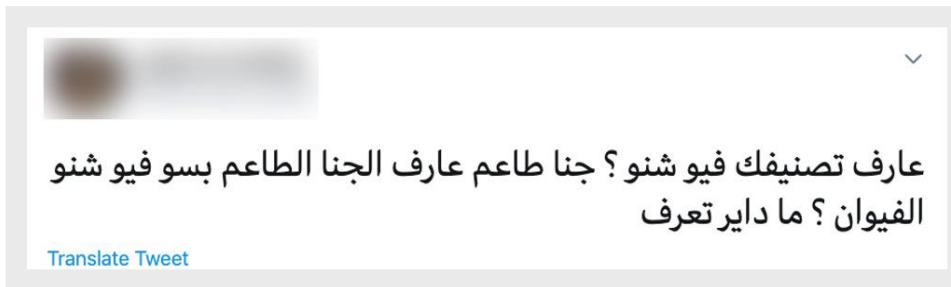 عارف تصنيفك فيو شنو ؟ جنا طاعم عارف الجنا الطاعم بسو فيو شنو
الفيوان ؟ ما داير تعرف
Translate Tweet